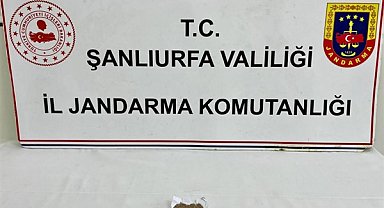 T.C.
ŞANLIURFA VALİLİĞİ
İL JANDARMA KOMUTANLIĞI
JANDARMA